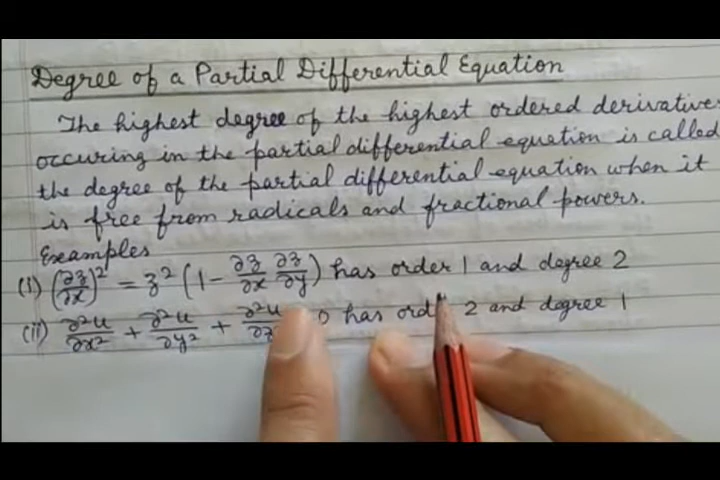 Degree of a Partial Differential Equation
The highest degree of the highest ordered derivative
occuring in the partial differential equation is called
the degree of the partial differential equation when it
is free from radicals and fractional powers.
Examples
(i) (∂z/∂x)² = z² (1 - ∂z/∂x ∂z/∂y) has order 1 and degree 2
(ii) ∂²u/∂x² + ∂²u/∂y² + ∂²u 0 has 2 and degree 1